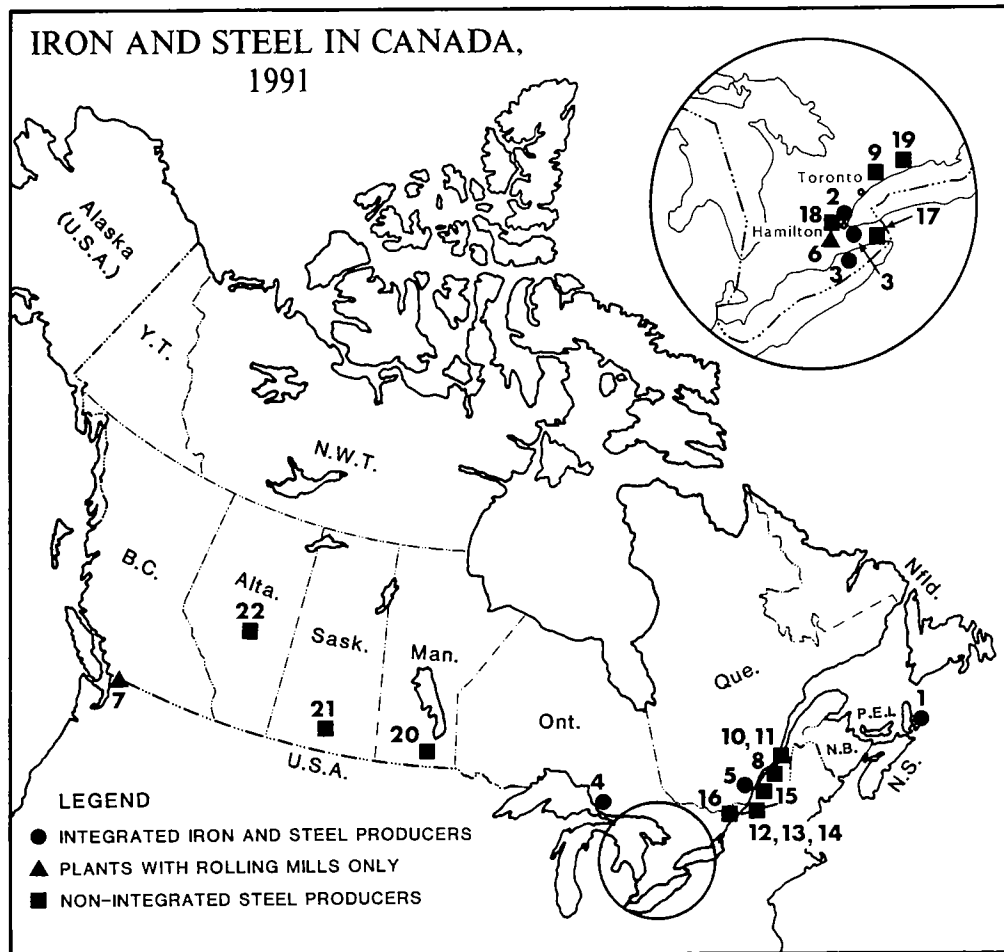 IRON AND STEEL IN CANADA,
1991
19
9
Toronto
2
18
17
Hamilton
6
3
3
Alaska
(U.S.A.)
Y.T.
N.W.T.
B.C.
Alta.
22
Sask.
Man.
Nfld.
Que.
7
21
20
Ont.
U.S.A.
1
P.E.I.
10, 11
N.B.
N.S.
8
5
4
16
15
12, 13, 14
LEGEND
INTEGRATED IRON AND STEEL PRODUCERS
PLANTS WITH ROLLING MILLS ONLY
NON-INTEGRATED STEEL PRODUCERS